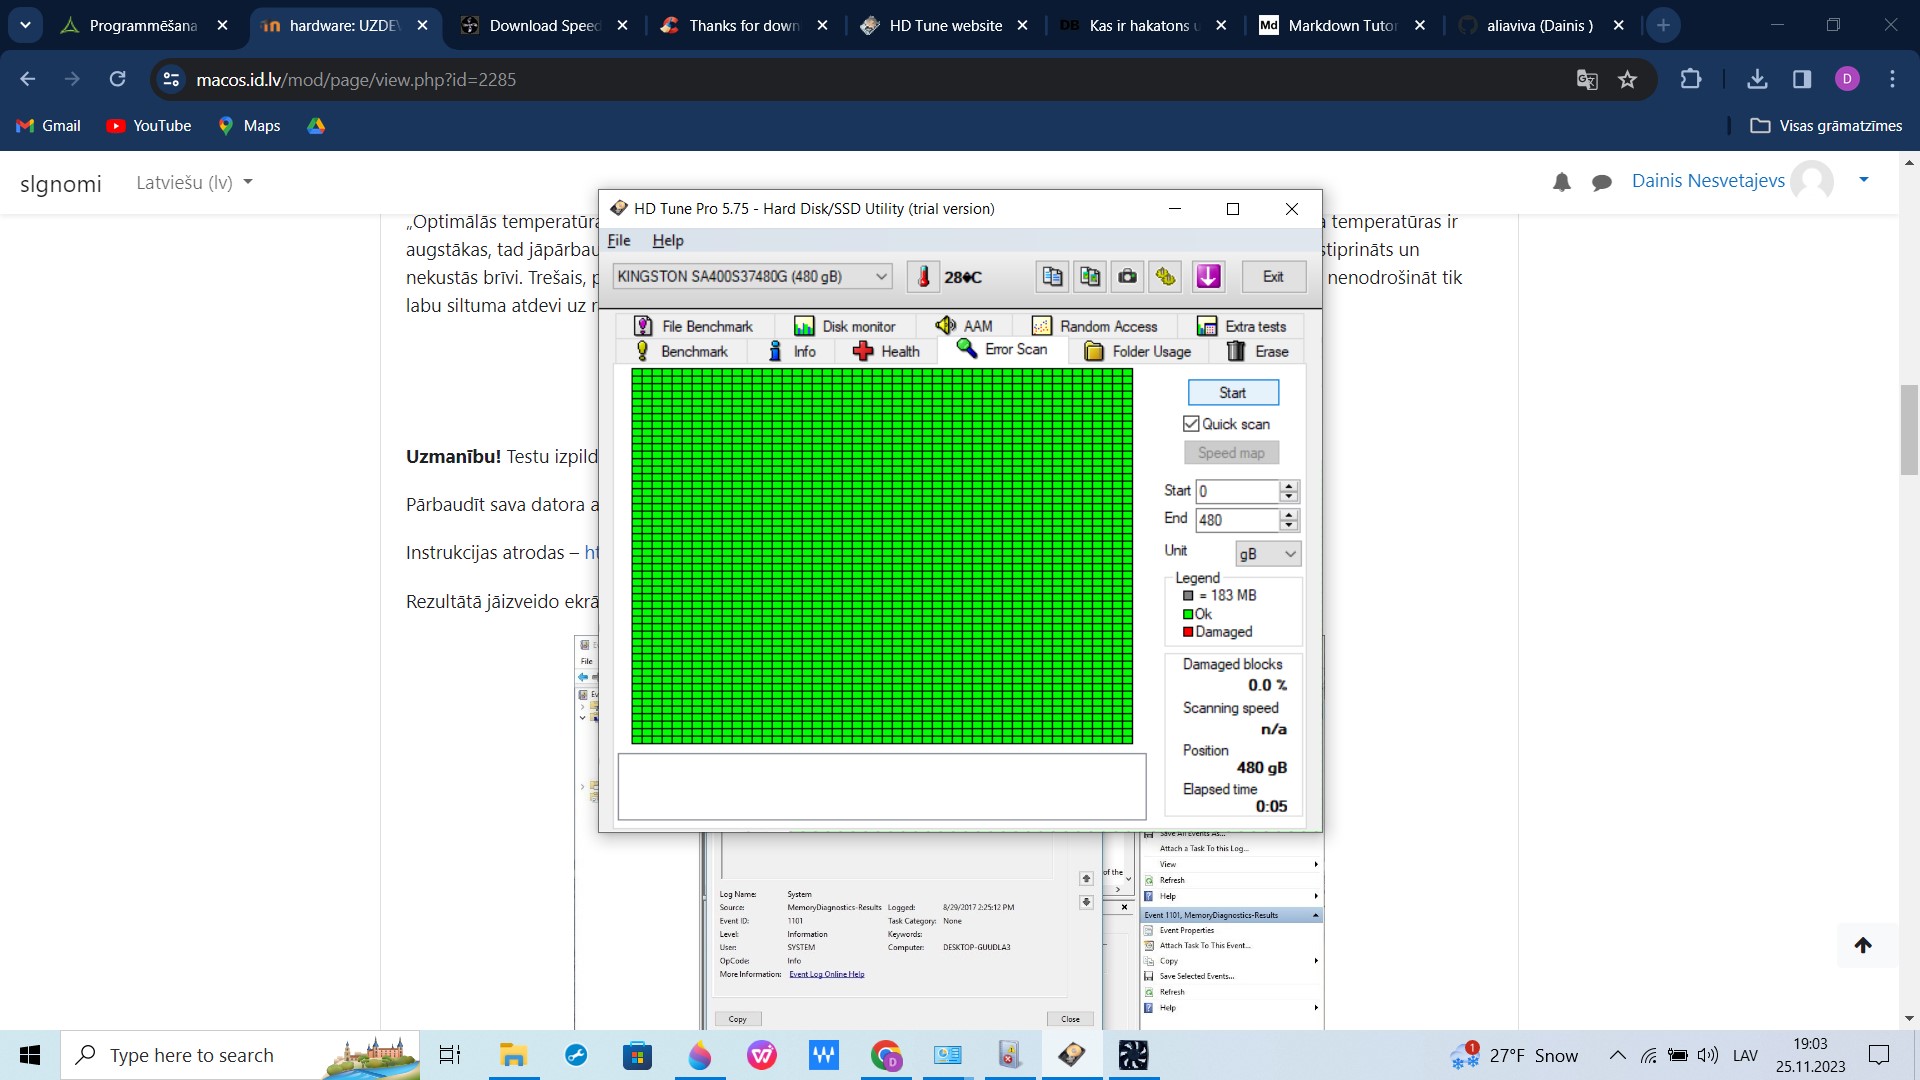 Programmēšana
hardware: UZDEV
Download Speed
Thanks for down
HD Tune website
Kas ir hakatons u
Markdown Tutor
aliaviva (Dainis )
macos.id.lv/mod/page/view.php?id=2285
D
Gmail
YouTube
Maps
Visas grāmatzīmes
slgnomi
Latviešu (lv)
Dainis Nesvetajevs
„Optimālās temperatūra
temperatūras ir
augstākas, tad jāpārbau
stiprināts un
nekustās brīvi. Trešais, p
nenodrošināt tik
labu siltuma atdevi uz r
Uzmanību! Testu izpild
Pārbaudīt sava datora a
Instrukcijas atrodas – ht
Rezultātā jāizveido ekrā
HD Tune Pro 5.75 - Hard Disk/SSD Utility (trial version)
File Help
KINGSTON SA400S37480G (480 gB)
28�C
Exit
File Benchmark
Disk monitor
AAM
Random Access
Extra tests
Benchmark
Info
Health
Error Scan
Folder Usage
Erase
Start
Quick scan
Speed map
Start 0
End 480
Unit gB
Legend
= 183 MB
Ok
Damaged
Damaged blocks
0.0 %
Scanning speed
n/a
Position
480 gB
Elapsed time
0:05
File
Save All Events As...
Attach a Task To this Log...
View
Refresh
Help
Event 1101, MemoryDiagnostics-Results
Event Properties
Attach Task To This Event...
Copy
Save Selected Events...
Refresh
Help
of the
Log Name: System
Source: MemoryDiagnostics-Results Logged: 8/29/2017 2:25:12 PM
Event ID: 1101 Task Category: None
Level: Information Keywords:
User: SYSTEM Computer: DESKTOP-GUUDLA3
OpCode: Info
More Information: Event Log Online Help
Copy
Close
Type here to search
27°F Snow
LAV
19:03
25.11.2023